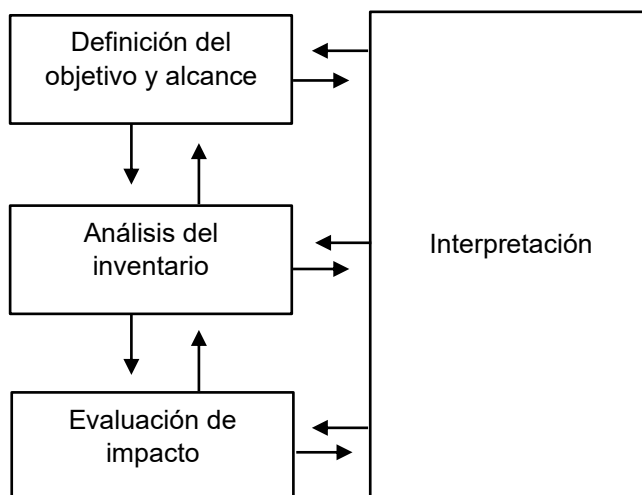 Definición del
objetivo y alcance
Análisis del
inventario
Interpretación
Evaluación de
impacto